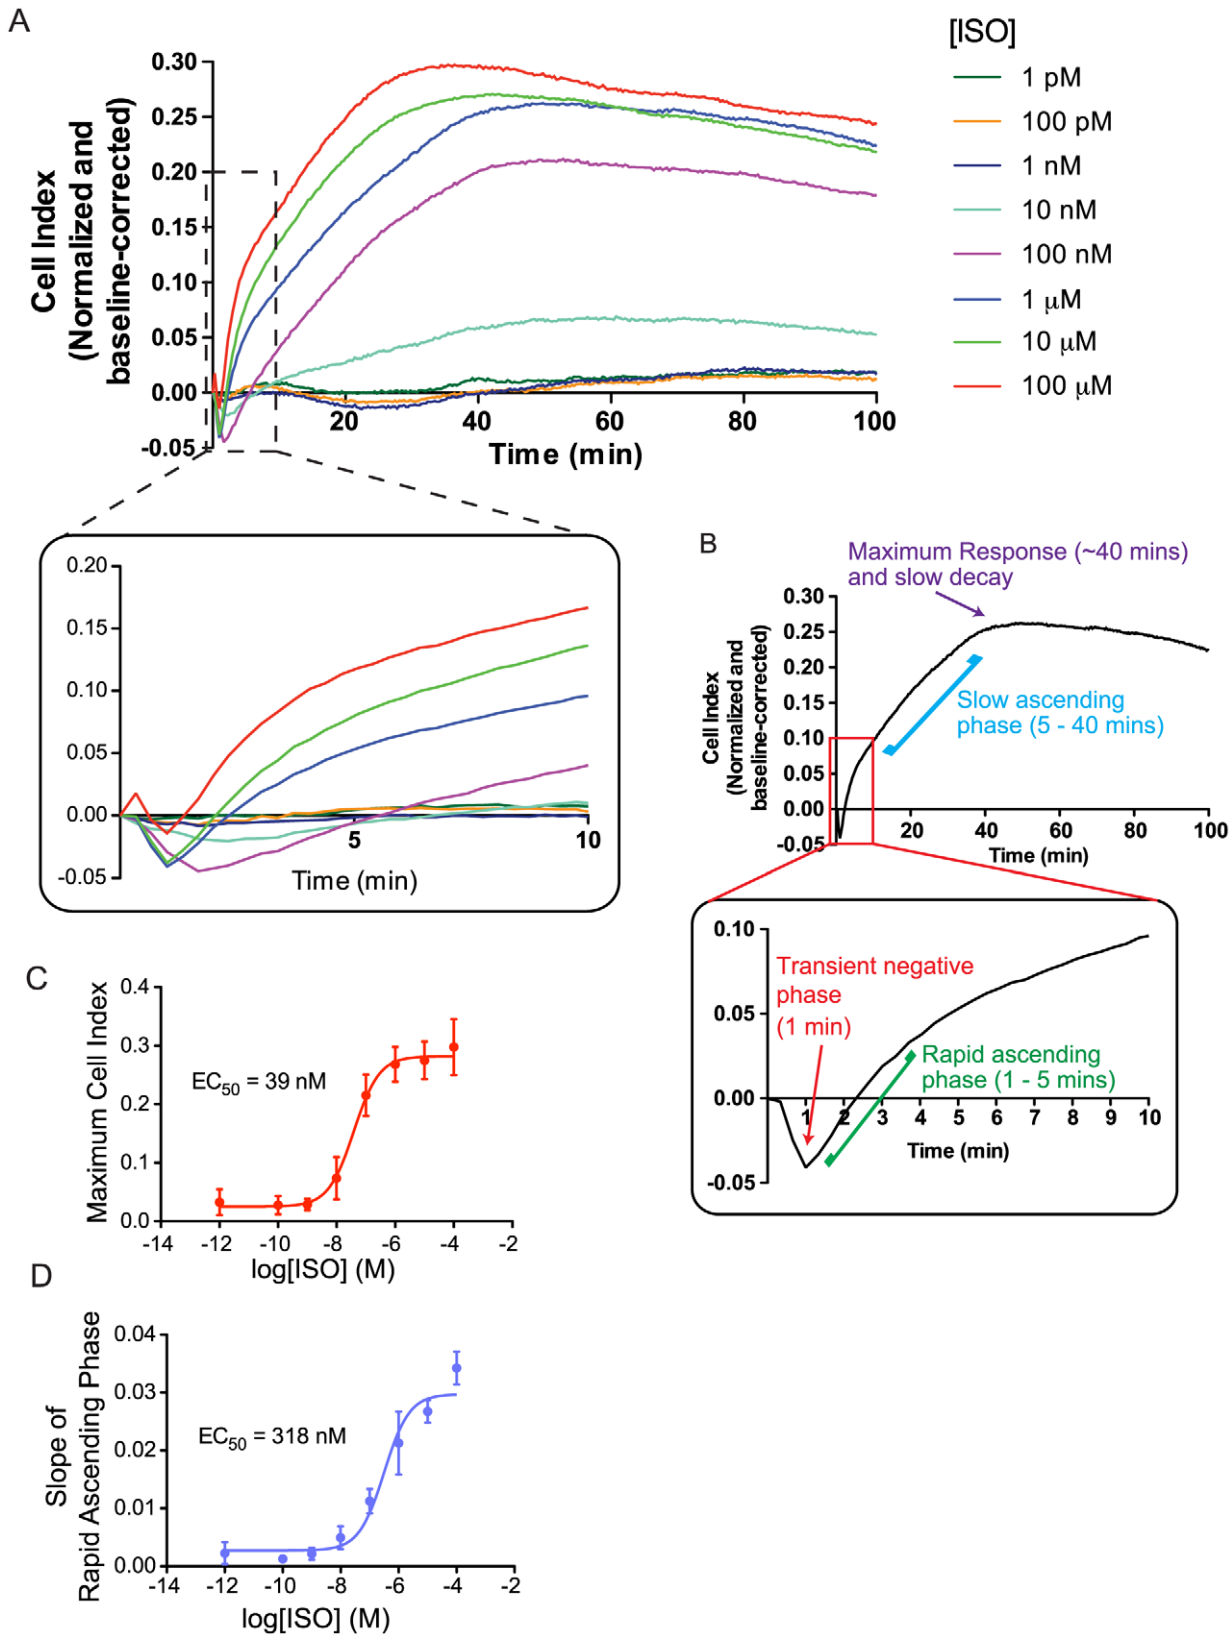 A
Cell Index
(Normalized and
baseline-corrected)
0.30
0.25
0.20
0.15
0.10
0.05
0.00
-0.05
20
40
60
80
100
Time (min)
[ISO]
1 pM
100 pM
1 nM
10 nM
100 nM
1 μM
10 μM
100 μM
0.20
0.15
0.10
0.05
0.00
-0.05
5
10
Time (min)
B
Maximum Response (~40 mins)
and slow decay
Cell Index
(Normalized and
baseline-corrected)
0.30
0.25
0.20
0.15
0.10
0.05
0.00
-0.05
Slow ascending
phase (5 - 40 mins)
20
40
60
80
100
Time (min)
0.10
0.05
0.00
-0.05
Transient negative
phase
(1 min)
Rapid ascending
phase (1 - 5 mins)
1 2 3 4 5 6 7 8 9 10
Time (min)
C
Maximum Cell Index
0.4
0.3
0.2
0.1
0.0
EC50 = 39 nM
-14 -12 -10 -8 -6 -4 -2
log[ISO] (M)
D
Slope of
Rapid Ascending Phase
0.04
0.03
0.02
0.01
0.00
EC50 = 318 nM
-14 -12 -10 -8 -6 -4 -2
log[ISO] (M)